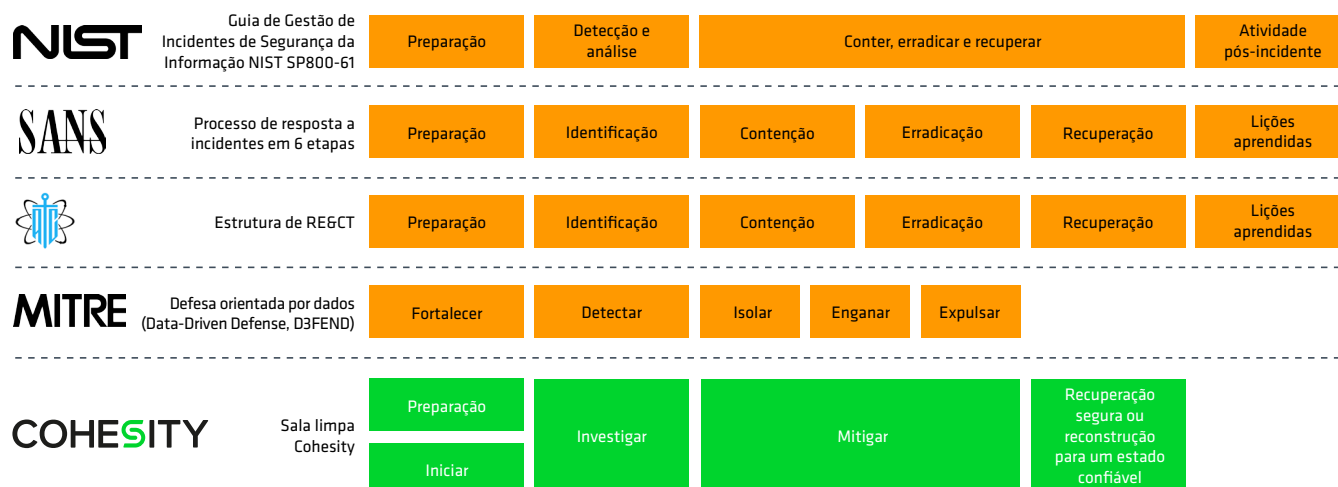 NIST
Guia de Gestão de
Incidentes de Segurança da
Informação NIST SP800-61
Preparação
Detecção e
análise
Conter, erradicar e recuperar
Atividade
pós-incidente
SANS
Processo de resposta a
incidentes em 6 etapas
Preparação
Identificação
Contenção
Erradicação
Recuperação
Lições
aprendidas
Estrutura de RE&CT
Preparação
Identificação
Contenção
Erradicação
Recuperação
Lições
aprendidas
MITRE
Defesa orientada por dados
(Data-Driven Defense, D3FEND)
Fortalecer
Detectar
Isolar
Enganar
Expulsar
COHESITY
Sala limpa
Cohesity
Preparação
Iniciar
Investigar
Mitigar
Recuperação
segura ou
reconstrução
para um estado
confiável